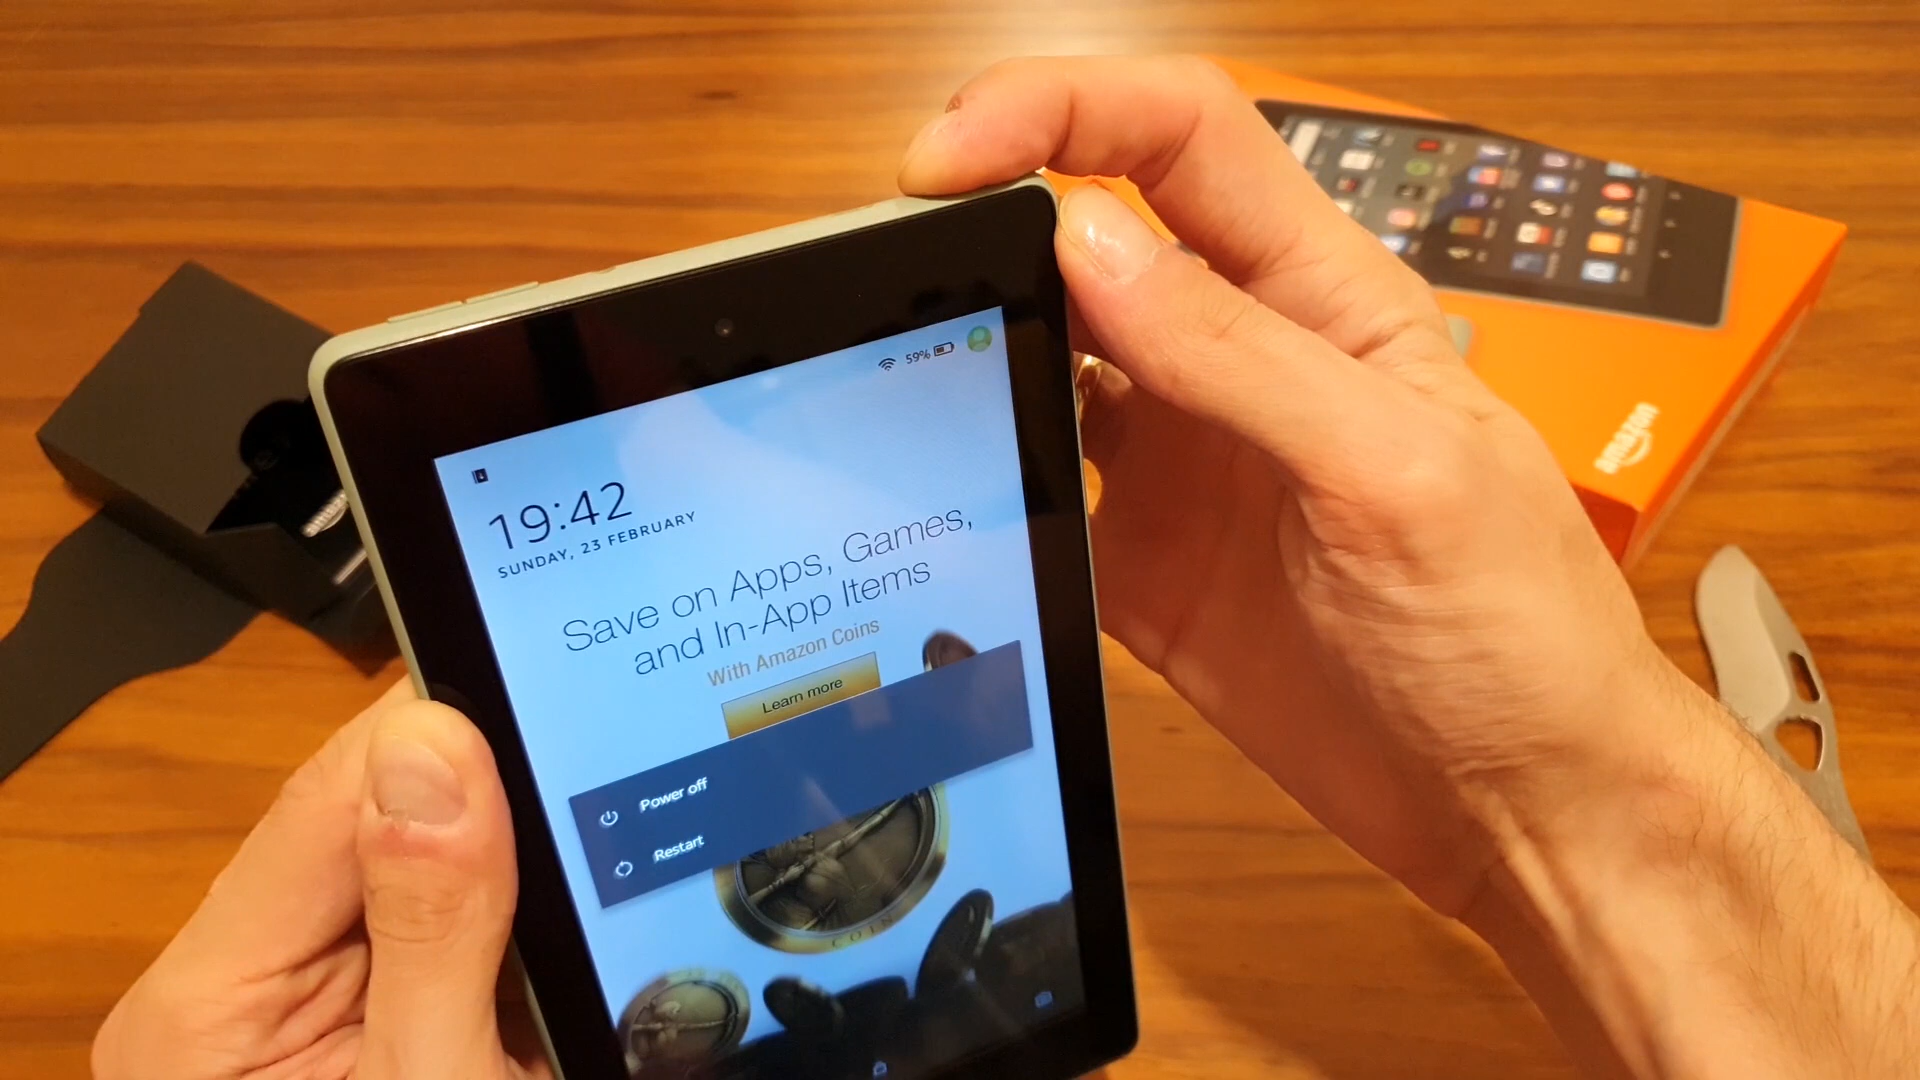 59%
19:42
SUNDAY, 23 FEBRUARY
Save on Apps, Games,
and In-App Items
With Amazon Coins
Learn more
Power off
Restart
COIN
amazon
amazon